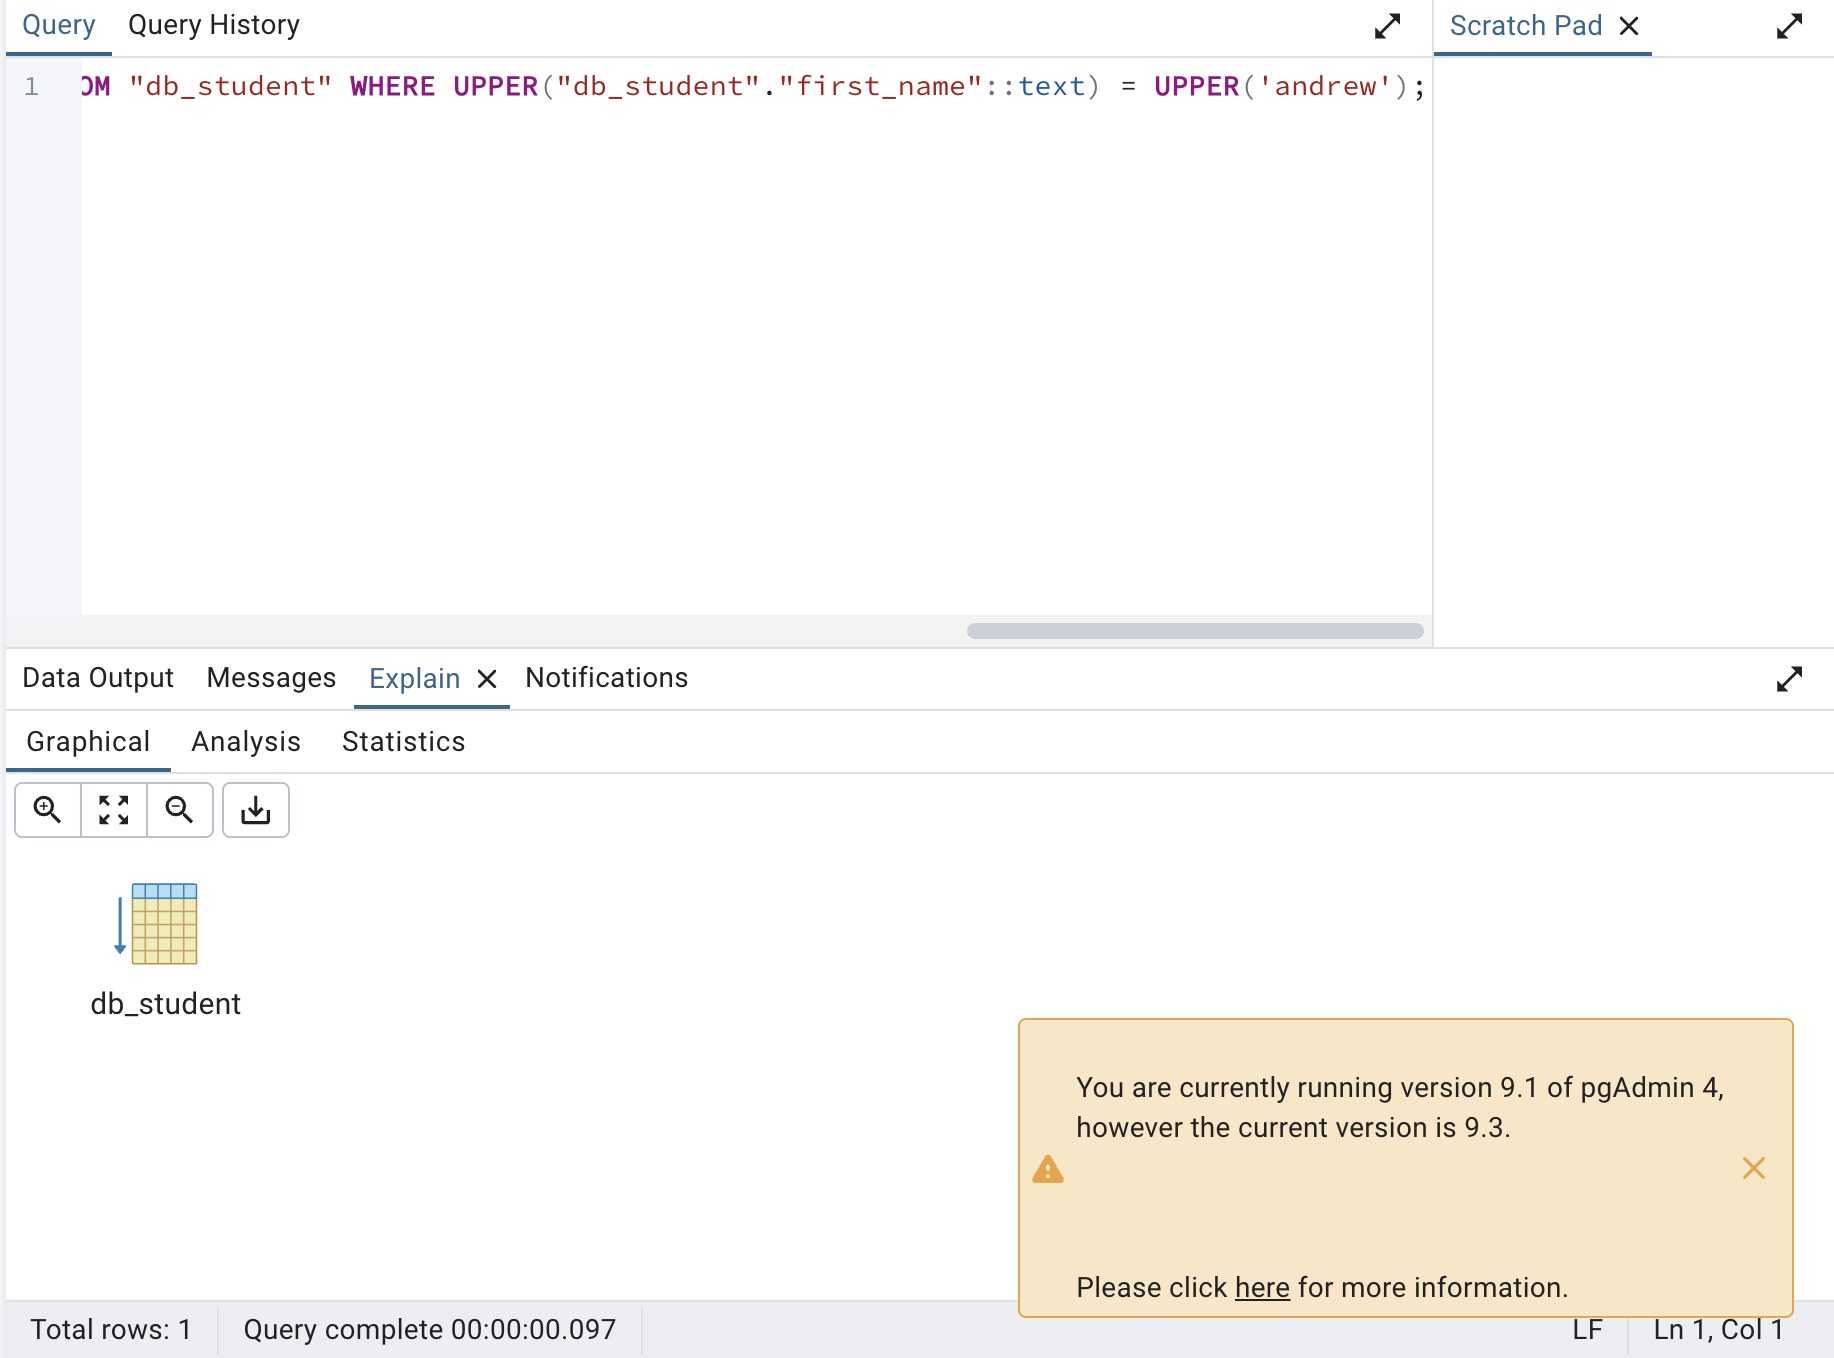 Query Query History Scratch Pad
1 OM "db_student" WHERE UPPER("db_student"."first_name"::text) = UPPER('andrew');
Data Output Messages Explain Notifications
Graphical Analysis Statistics
db_student
You are currently running version 9.1 of pgAdmin 4,
however the current version is 9.3.
Please click here for more information.
Total rows: 1 Query complete 00:00:00.097 LF Ln 1, Col 1